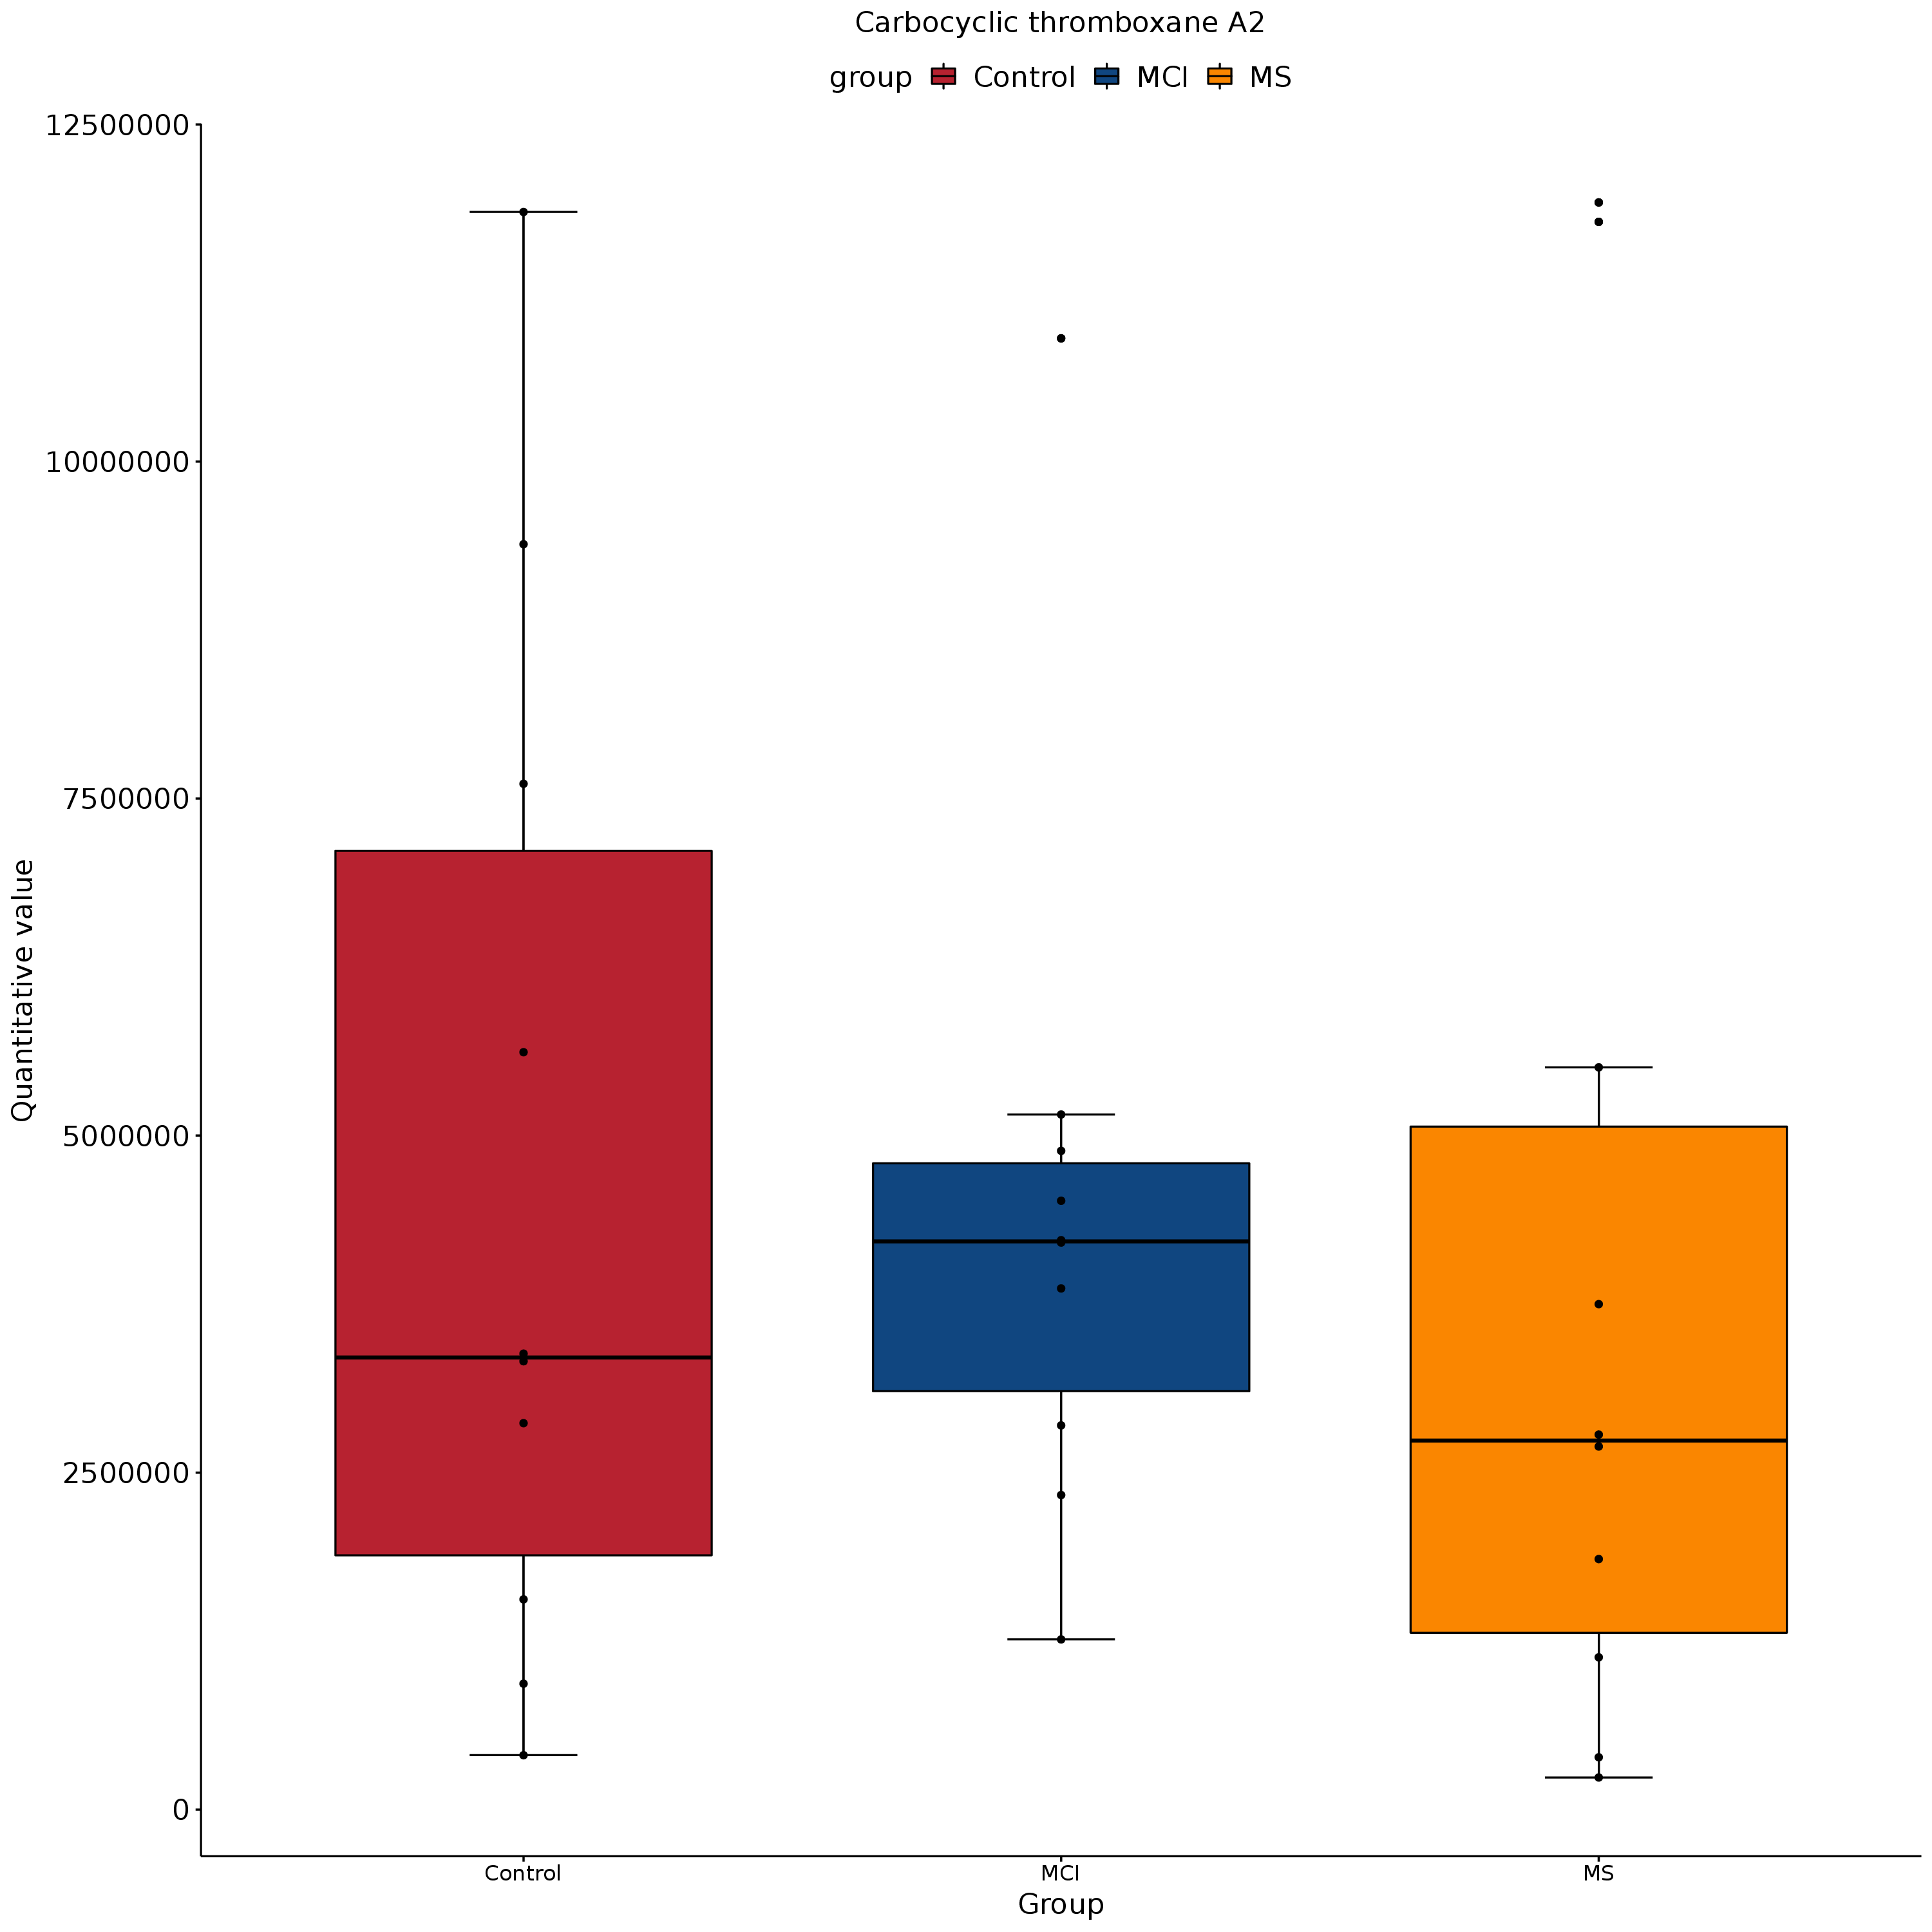 Carbocyclic thromboxane A2
group Control MCI MS
12500000
10000000
7500000
5000000
2500000
0
Quantitative value
Control MCI MS
Group